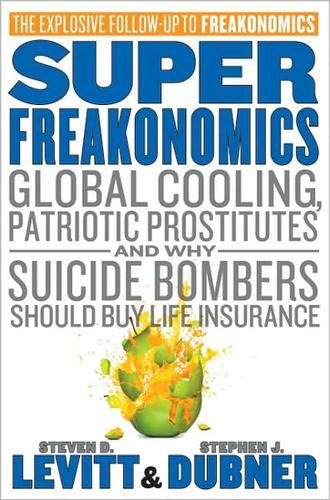 THE EXPLOSIVE FOLLOW-UP TO FREAKONOMICS
SUPER
FREAKONOMICS
GLOBAL COOLING,
PATRIOTIC PROSTITUTES
AND WHY
SUICIDE BOMBERS
SHOULD BUY LIFE INSURANCE
STEVEN D. STEPHEN J.
LEVITT & DUBNER